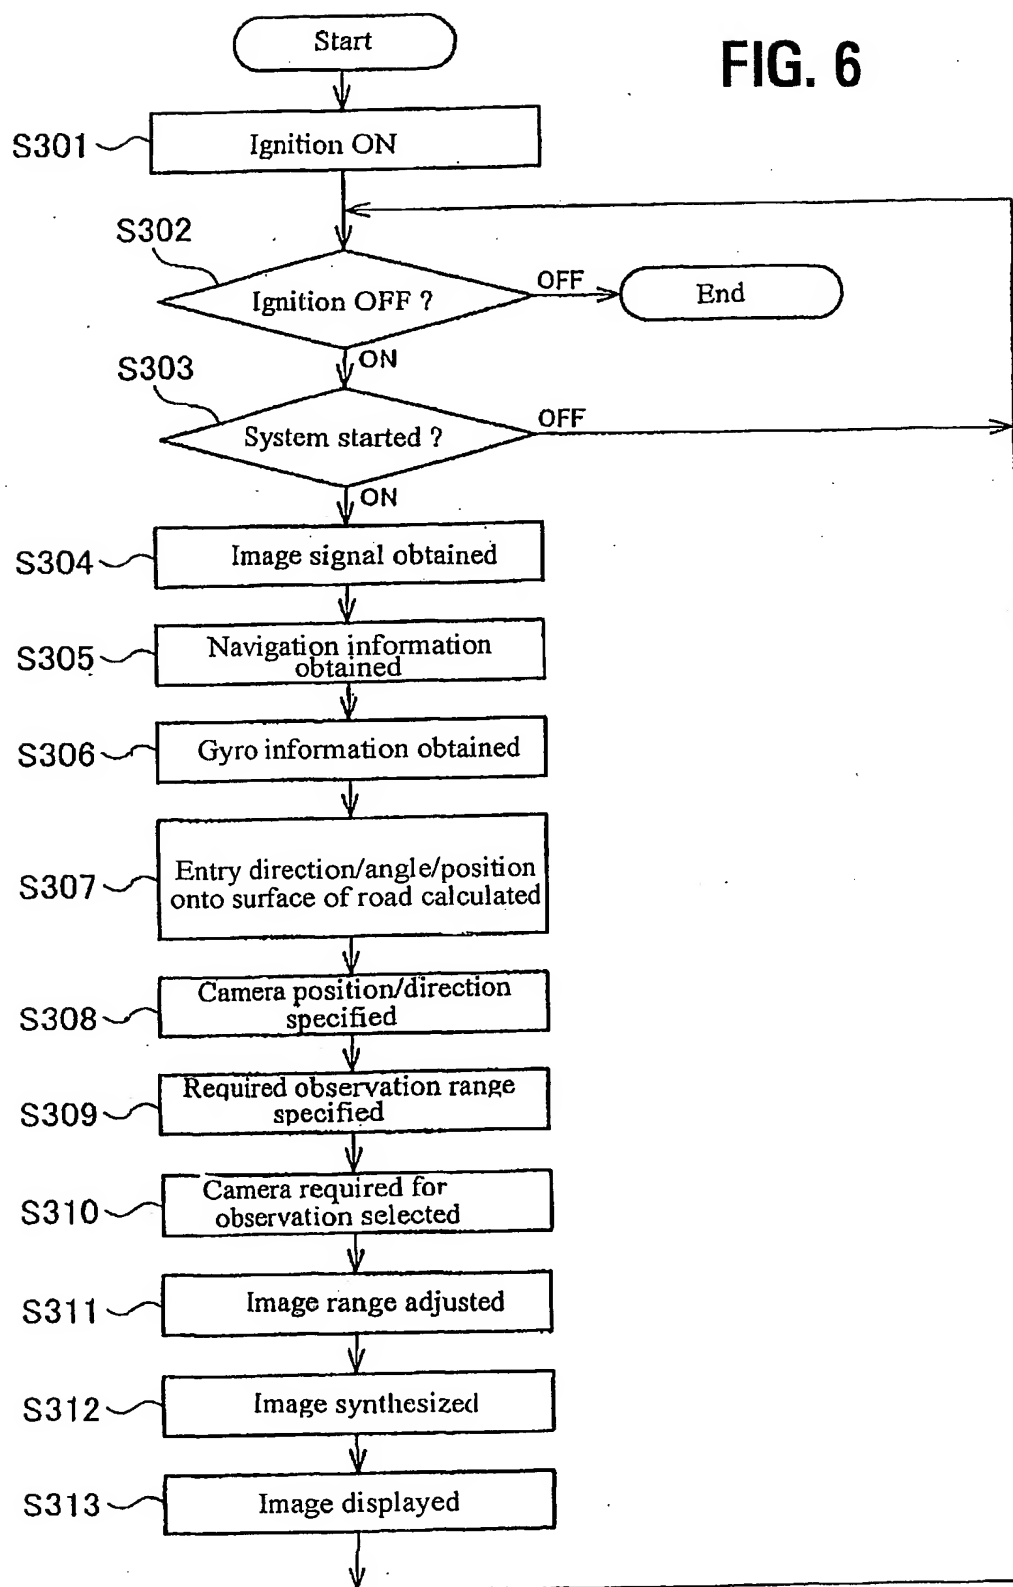 Start
FIG. 6
S301
Ignition ON
S302
Ignition OFF ?
OFF
End
ON
S303
System started ?
OFF
ON
S304
Image signal obtained
S305
Navigation information
obtained
S306
Gyro information obtained
S307
Entry direction/angle/position
onto surface of road calculated
S308
Camera position/direction
specified
S309
Required observation range
specified
S310
Camera required for
observation selected
S311
Image range adjusted
S312
Image synthesized
S313
Image displayed